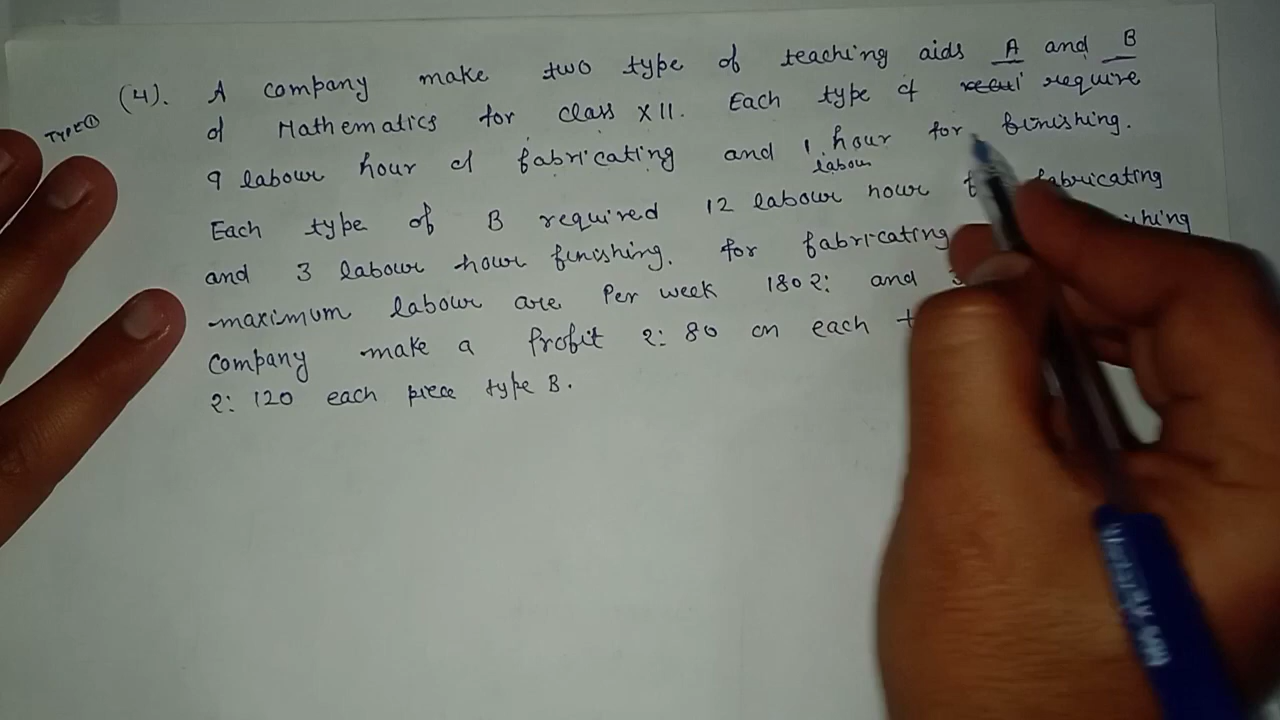 TYPE① (4). A company make two type of teaching aids A and B
of Mathematics for class XII. Each type of require
9 labour hour of fabricating and 1 labour hour for finishing.
Each type of B required 12 labour hour fabricating
and 3 labour hour finishing. for fabricating
maximum labour are Per week 180 and
Company make a Profit 80 on each
120 each piece type B.